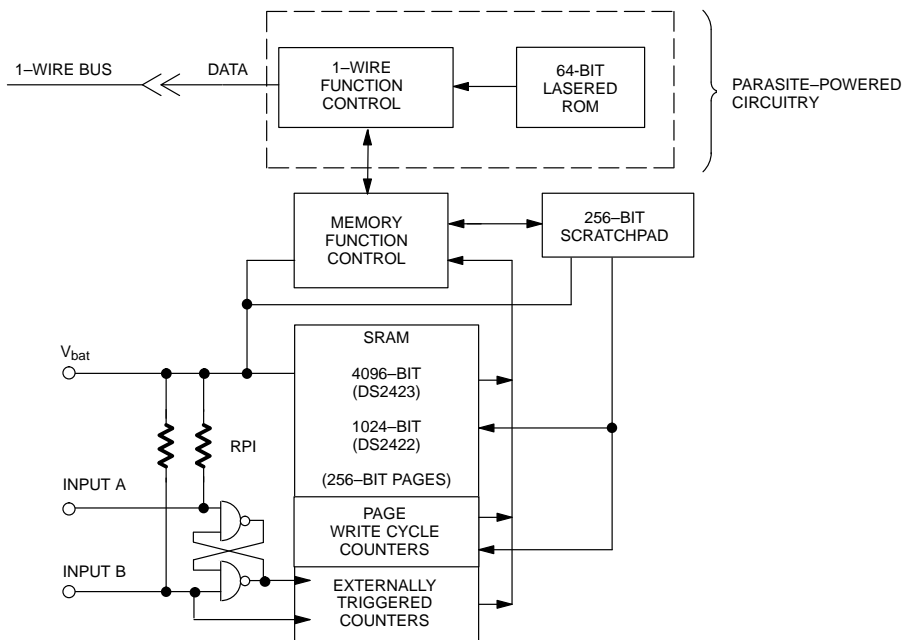 1–WIRE BUS
DATA
1–WIRE
FUNCTION
CONTROL
64-BIT
LASERED
ROM
PARASITE–POWERED
CIRCUITRY
MEMORY
FUNCTION
CONTROL
256–BIT
SCRATCHPAD
Vbat
SRAM
4096–BIT
(DS2423)
1024–BIT
(DS2422)
(256–BIT PAGES)
RPI
INPUT A
PAGE
WRITE CYCLE
COUNTERS
INPUT B
EXTERNALLY
TRIGGERED
COUNTERS